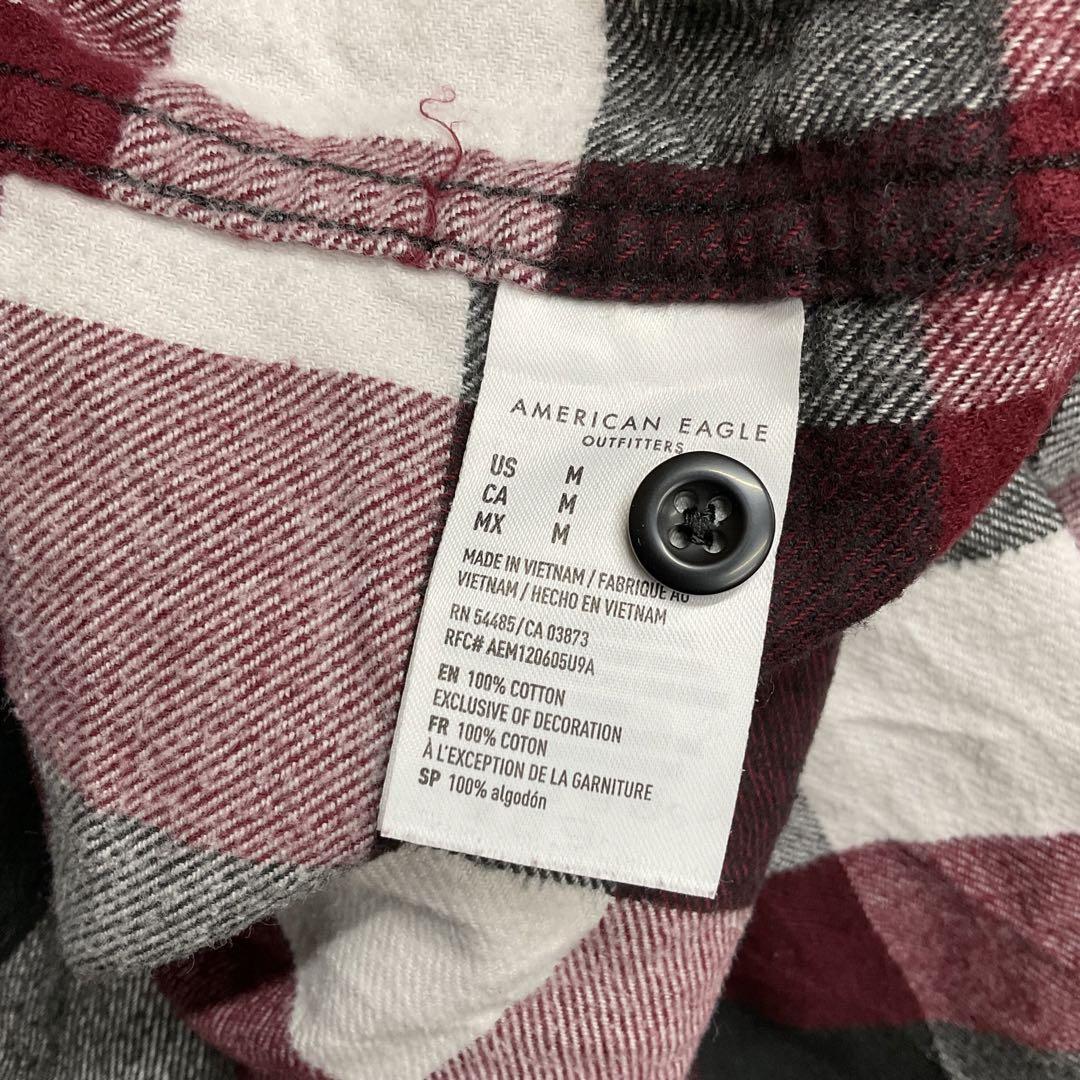 AMERICAN EAGLE
OUTFITTERS
US M
CA M
MX M
MADE IN VIETNAM / FABRIQUÉ AU
VIETNAM / HECHO EN VIETNAM
RN 54485/CA 03873
RFC# AEM120605U9A
EN 100% COTTON
EXCLUSIVE OF DECORATION
FR 100% COTON
À L'EXCEPTION DE LA GARNITURE
SP 100% algodón